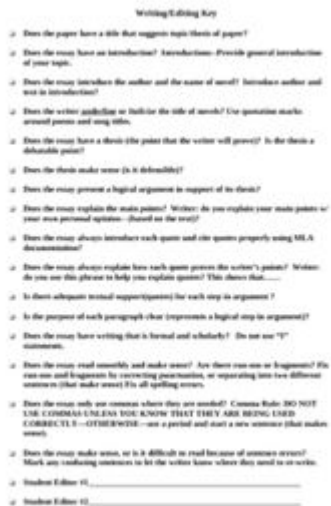 Writing/Editing Key
Does the paper have a title that suggests topic/thesis of paper?
Does the essay have an introduction? Introductions--Provide general introduction
of your topic.
Does the essay introduce the author and the name of novel? Introduce author and
text in introduction?
Does the writer underline or italicize the title of novels? Use quotation marks
around poems and song titles.
Does the essay have a thesis (the point that the writer will prove)? Is the thesis a
debatable point?
Does the thesis make sense (is it defensible)?
Does the essay present a logical argument in support of its thesis?
Does the essay explain the main points? Writer: do you explain your main points w/
your own personal opinion--(based on the text)?
Does the essay always introduce each quote and cite quotes properly using MLA
documentation?
Does the essay always explain how each quote proves the writer's points? Writer:
do you use this phrase to help you explain quotes? This shows that......
Is there adequate textual support(quotes) for each step in argument ?
Is the purpose of each paragraph clear (represents a logical step in argument)?
Does the essay have writing that is formal and scholarly? Do not use "I"
statements.
Does the essay read smoothly and make sense? Are there run-ons or fragments? Fix
run-ons and fragments by correcting punctuation, or separating into two different
sentences (that make sense) Fix all spelling errors.
Does the essay only use commas where they are needed? Comma Rule: DO NOT
USE COMMAS UNLESS YOU KNOW THAT THEY ARE BEING USED
CORRECTLY—OTHERWISE—use a period and start a new sentence (that makes
sense).
Does the essay make sense, or is it difficult to read because of sentence errors?
Mark any confusing sentences to let the writer know where they need to re-write.
Student Editor #1
Student Editor #2